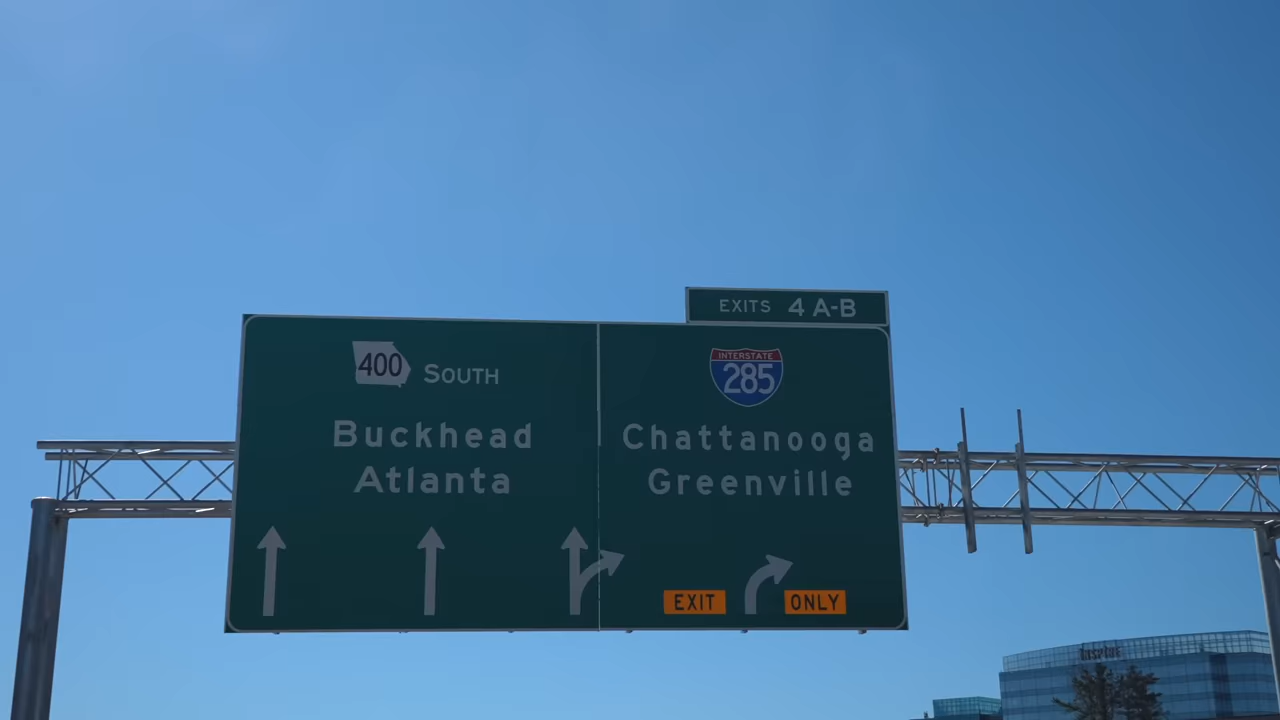 EXITS 4 A-B
400 SOUTH
Buckhead
Atlanta
INTERSTATE
285
Chattanooga
Greenville
EXIT ONLY